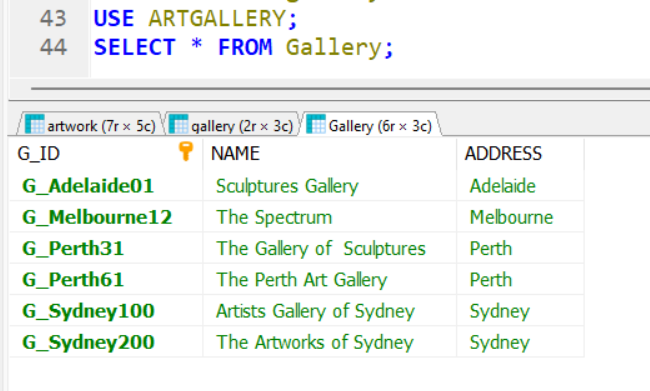 43 USE ARTGALLERY;
44 SELECT * FROM Gallery;
artwork (7r × 5c) gallery (2r × 3c) Gallery (6r × 3c)
G_ID NAME ADDRESS
G_Adelaide01 Sculptures Gallery Adelaide
G_Melbourne12 The Spectrum Melbourne
G_Perth31 The Gallery of  Sculptures Perth
G_Perth61 The Perth Art Gallery Perth
G_Sydney100 Artists Gallery of Sydney Sydney
G_Sydney200 The Artworks of Sydney Sydney